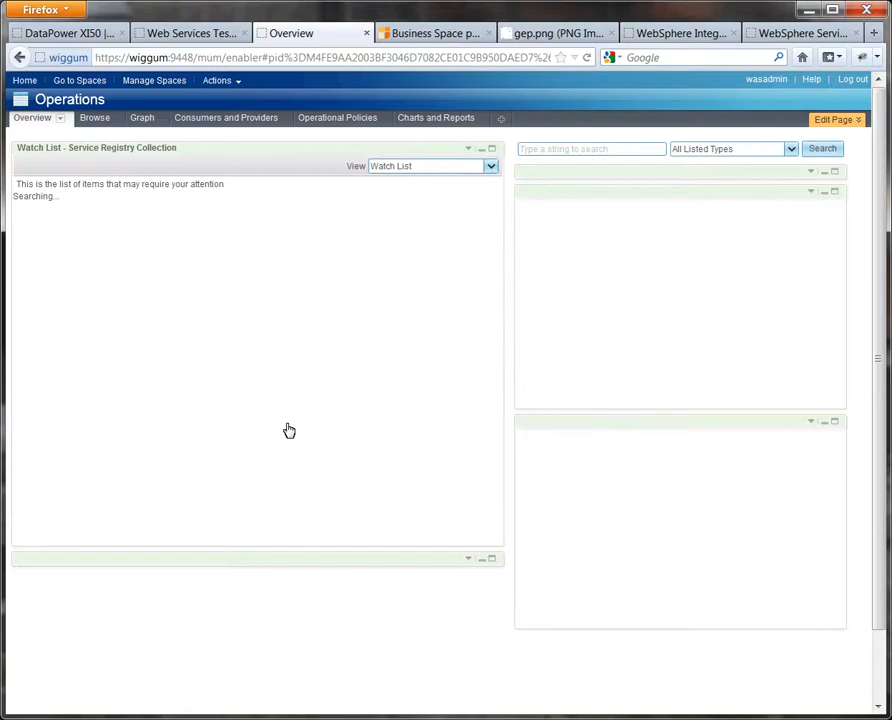 Firefox
DataPower XI50 |...
Web Services Tes...
Overview
Business Space p...
gep.png (PNG Im...
WebSphere Integ...
WebSphere Servi...
wiggum
https://wiggum:9448/mum/enabler#pid%3DM4FE9AA2003BF3046D7082CE01C9B950DAED7%26
Google
Home
Go to Spaces
Manage Spaces
Actions
wasadmin
Help
Log out
Operations
Overview
Browse
Graph
Consumers and Providers
Operational Policies
Charts and Reports
Edit Page
Watch List - Service Registry Collection
Type a string to search
All Listed Types
Search
View
Watch List
This is the list of items that may require your attention
Searching...